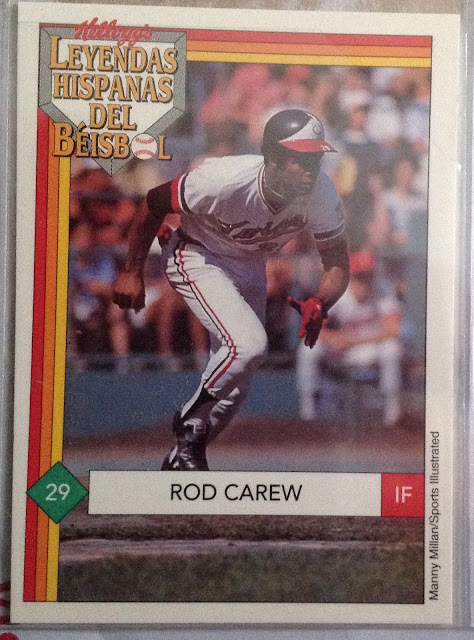 Kellogg's
LEYENDAS
HISPANAS
DEL
BÉISBOL
29
ROD CAREW
IF
Manny Millan/Sports Illustrated